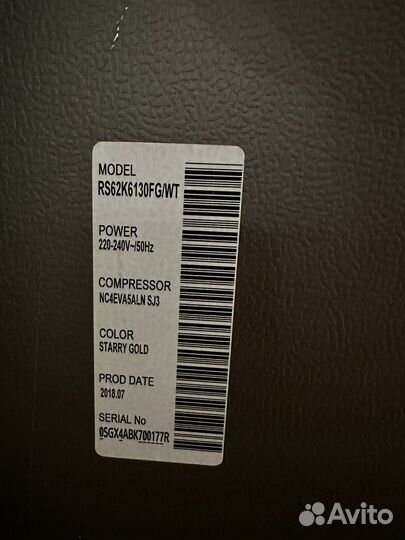 MODEL
RS62K6130FG/WT
POWER
220-240V~/50Hz
COMPRESSOR
NC4EVA5ALN SJ3
COLOR
STARRY GOLD
PROD DATE
2018.07
SERIAL No
0SGX4ABK700177R
Avito